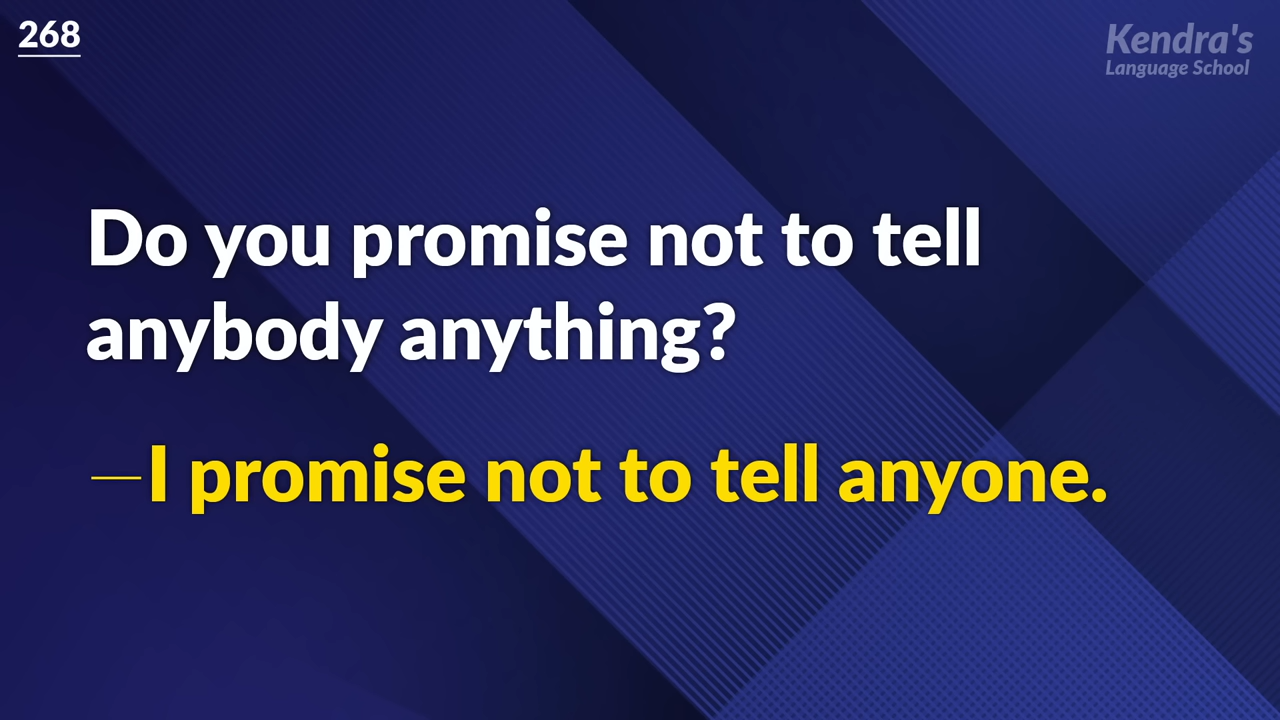 268
Kendra's
Language School
Do you promise not to tell
anybody anything?
—I promise not to tell anyone.